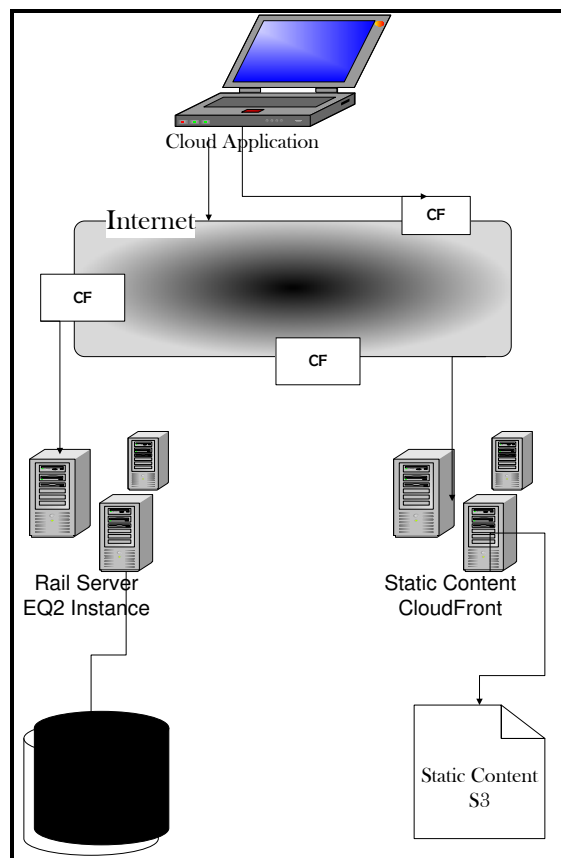 Cloud Application
Internet
CF
CF
CF
Rail Server
EQ2 Instance
Static Content
CloudFront
Static Content
S3